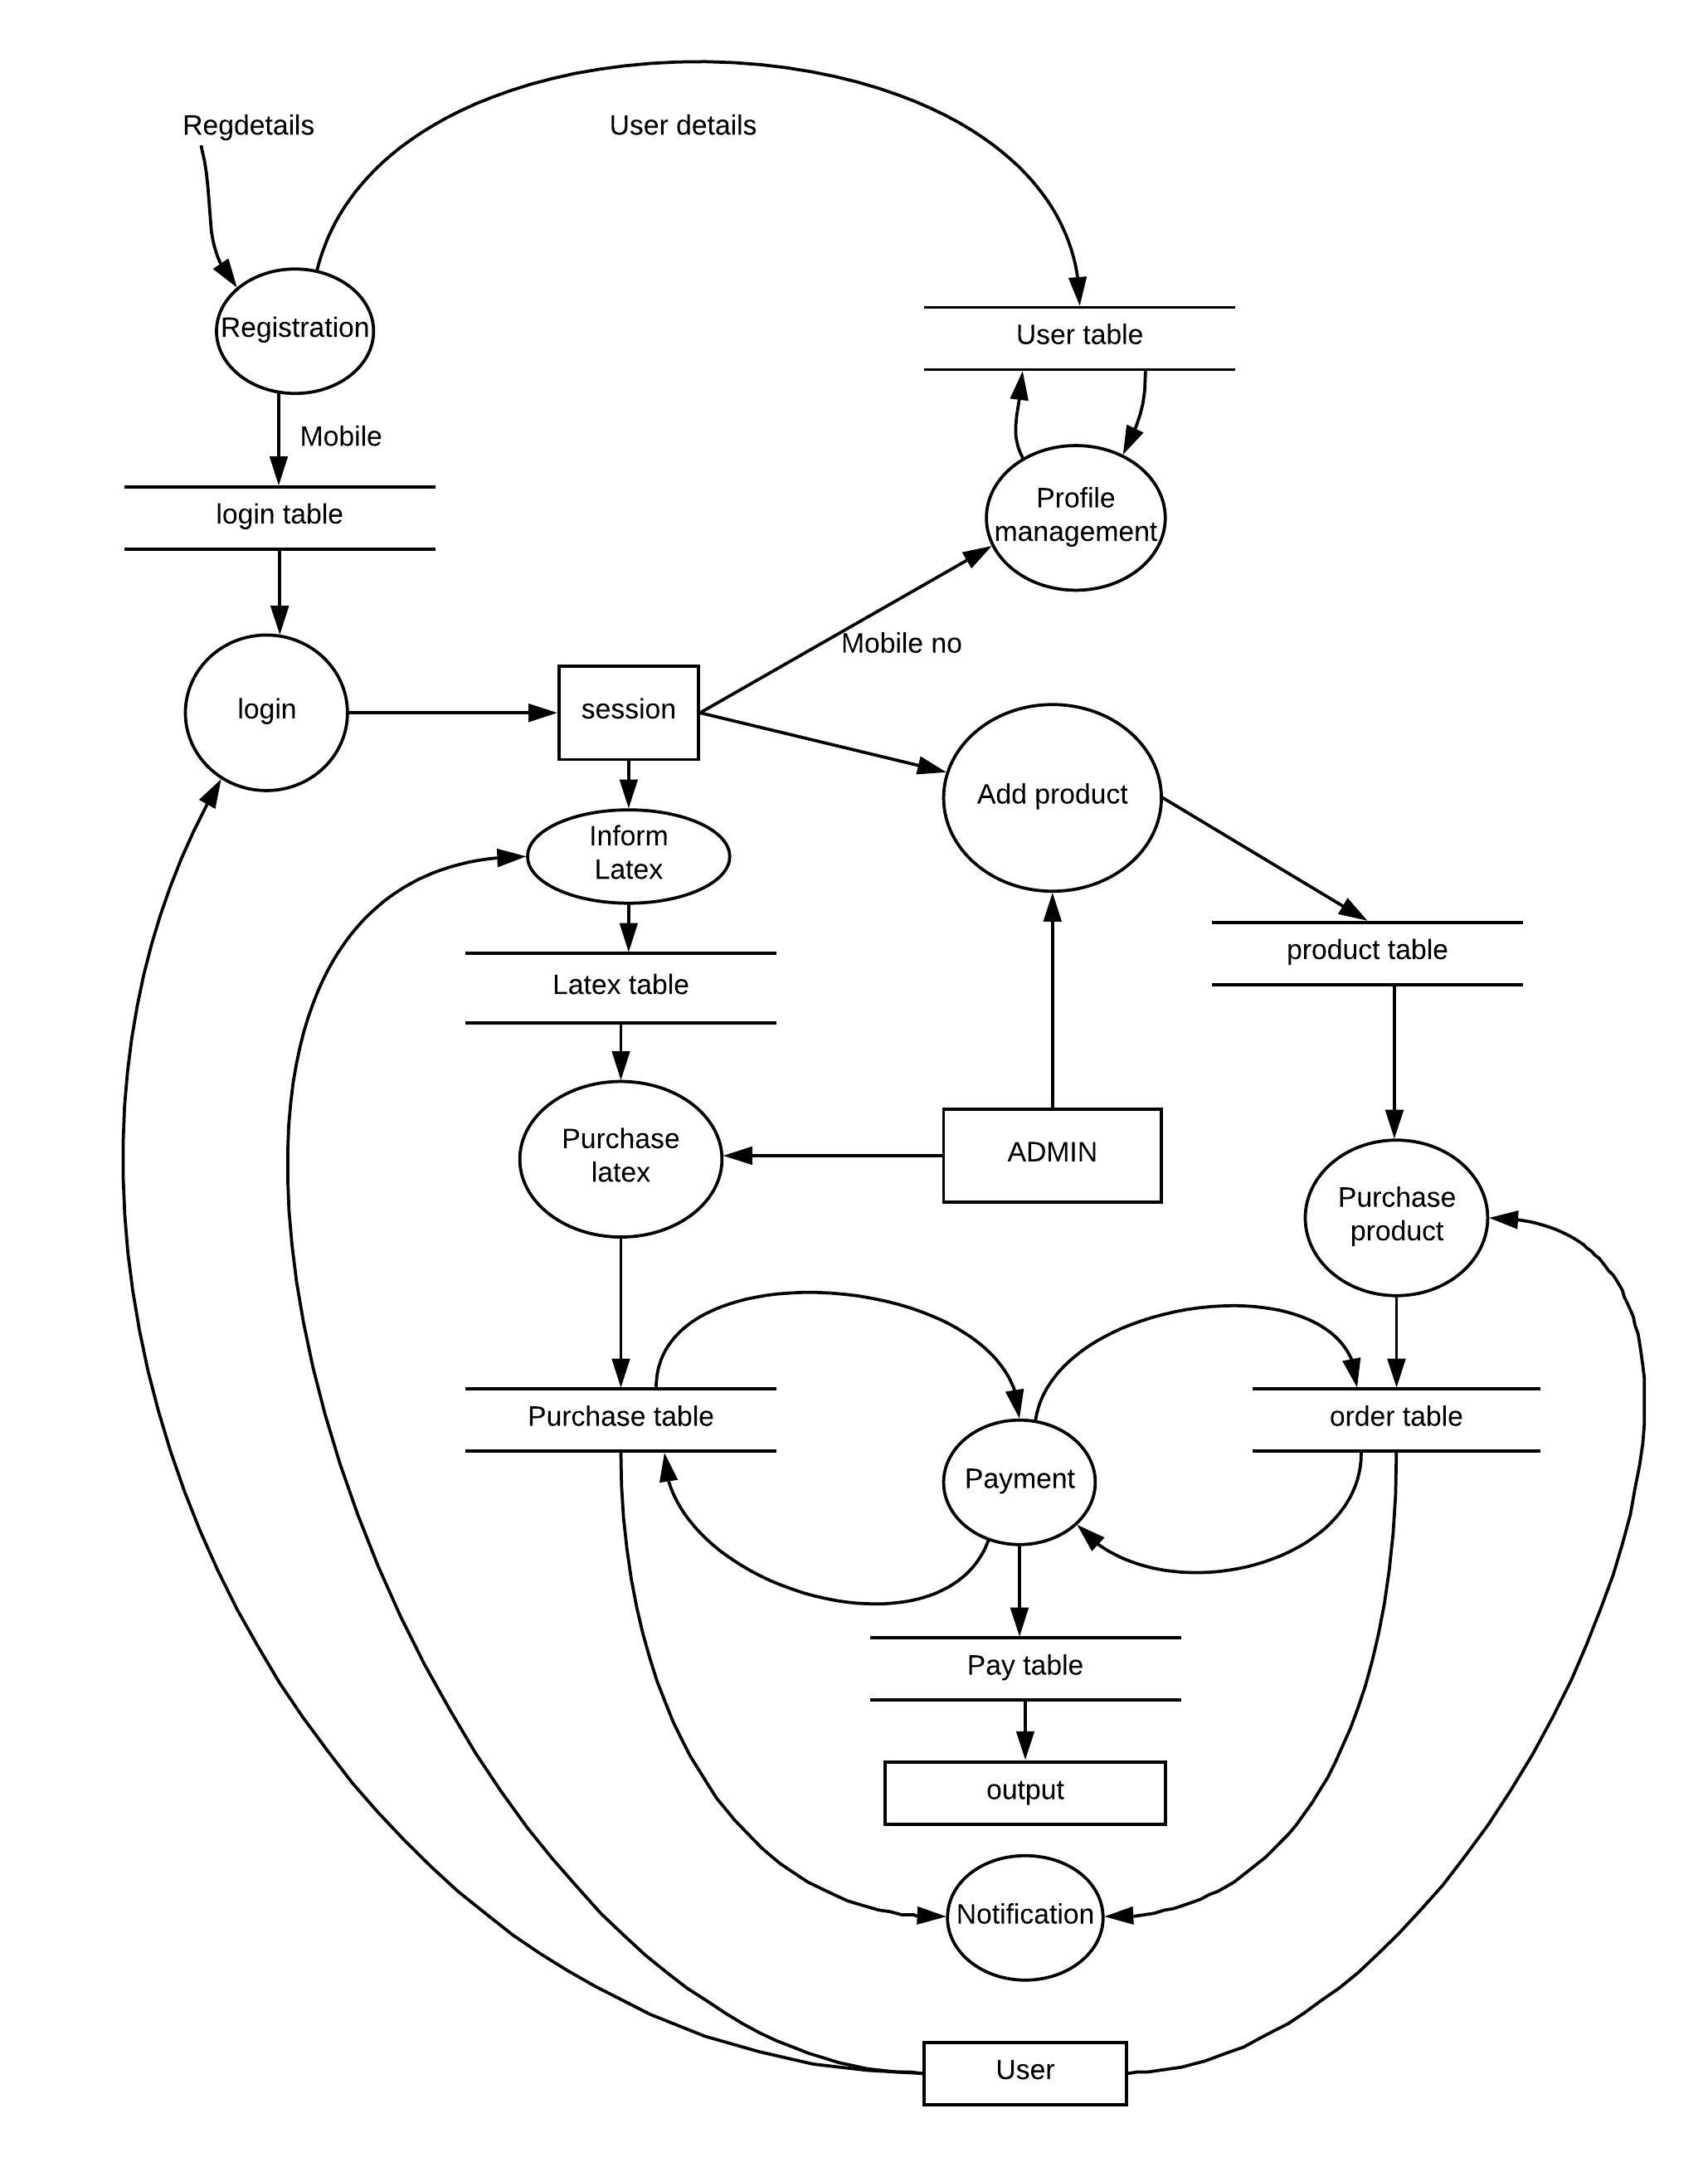 Regdetails
User details
Registration
User table
Mobile
Profile
management
login table
Mobile no
login
session
Add product
Inform
Latex
product table
Latex table
Purchase
latex
ADMIN
Purchase
product
Purchase table
order table
Payment
Pay table
output
Notification
User